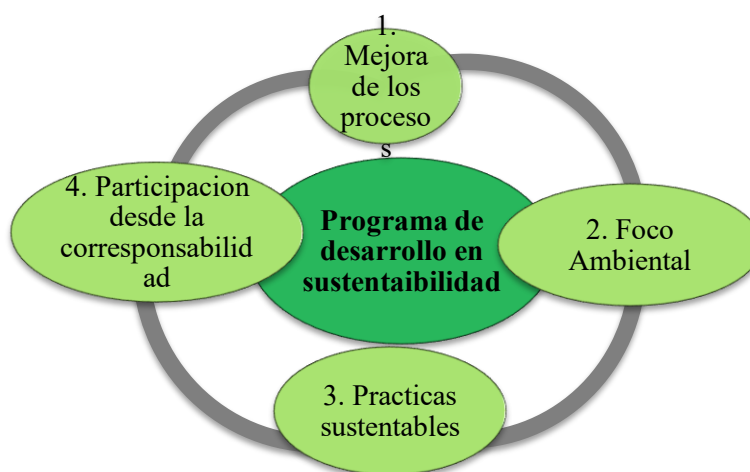 1.
Mejora
de los
proceso
s
4. Participacion
desde la
corresponsabilid
ad
Programa de
desarrollo en
sustentaibilidad
2. Foco
Ambiental
3. Practicas
sustentables